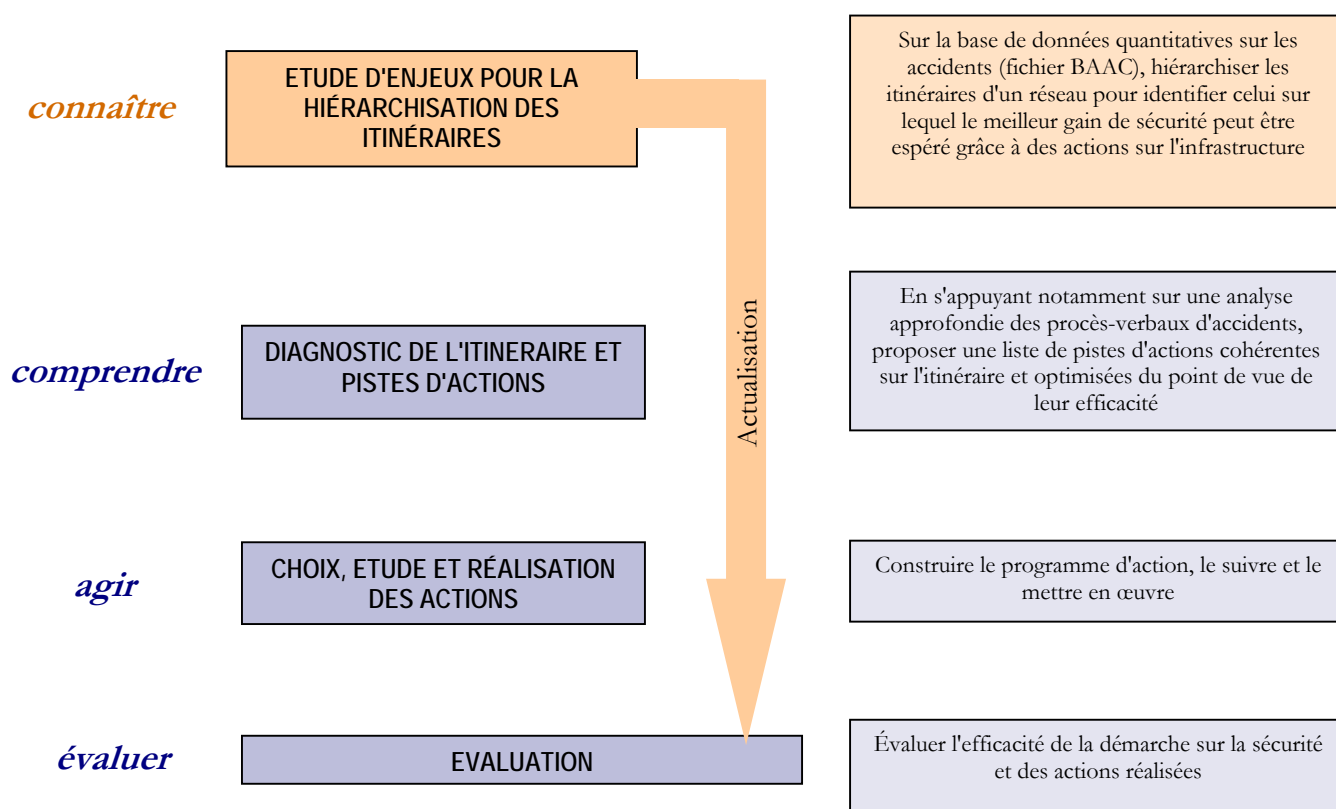 connaître
ETUDE D'ENJEUX POUR LA
HIÉRARCHISATION DES
ITINÉRAIRES
Sur la base de données quantitatives sur les
accidents (fichier BAAC), hiérarchiser les
itinéraires d'un réseau pour identifier celui sur
lequel le meilleur gain de sécurité peut être
espéré grâce à des actions sur l'infrastructure
Actualisation
comprendre
DIAGNOSTIC DE L'ITINERAIRE ET
PISTES D'ACTIONS
En s'appuyant notamment sur une analyse
approfondie des procès-verbaux d'accidents,
proposer une liste de pistes d'actions cohérentes
sur l'itinéraire et optimisées du point de vue de
leur efficacité
agir
CHOIX, ETUDE ET RÉALISATION
DES ACTIONS
Construire le programme d'action, le suivre et le
mettre en œuvre
évaluer
EVALUATION
Évaluer l'efficacité de la démarche sur la sécurité
et des actions réalisées